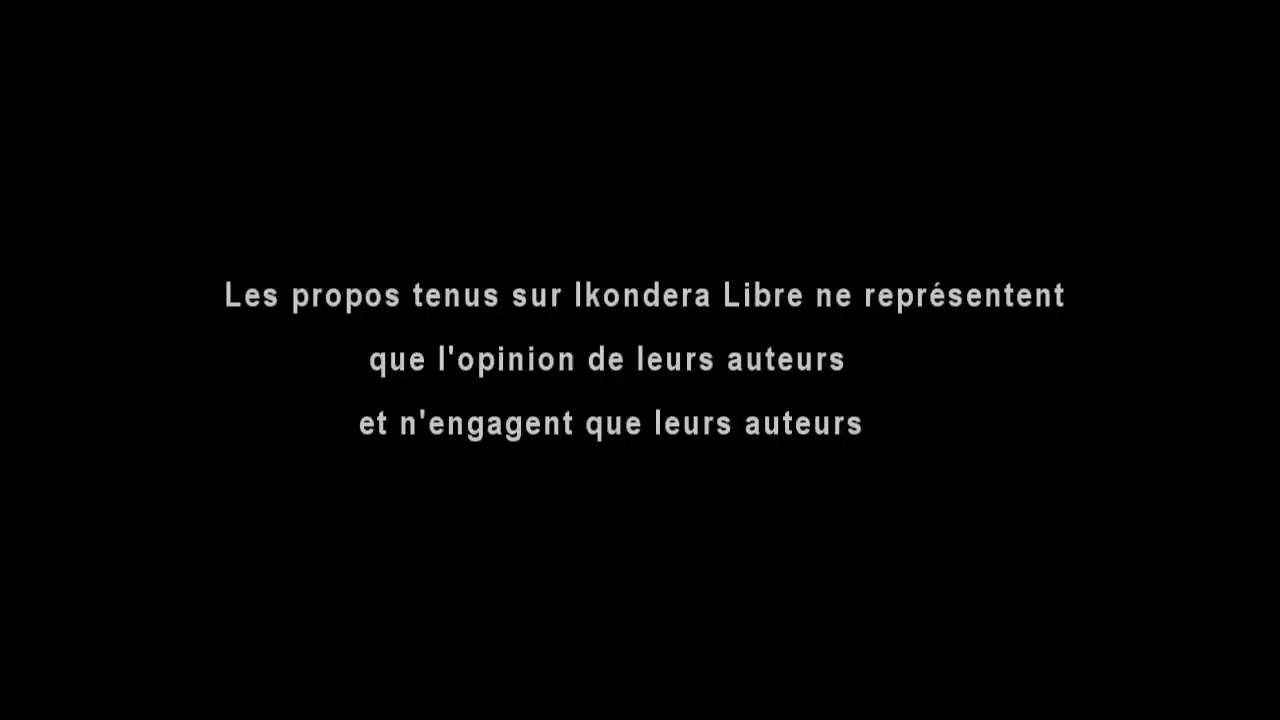 Les propos tenus sur Ikondera Libre ne représentent
que l'opinion de leurs auteurs
et n'engagent que leurs auteurs